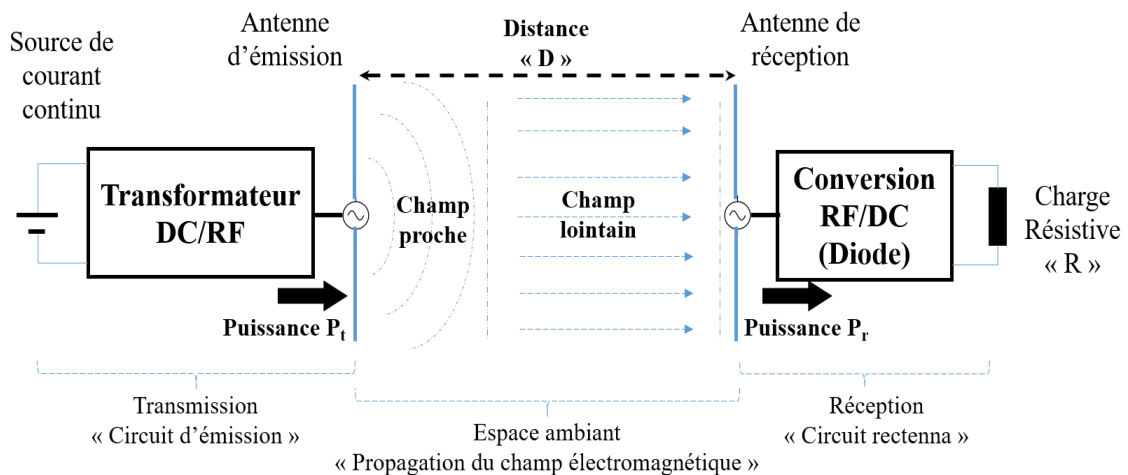 Source de
courant
continu
Antenne
d’émission
Distance
« D »
Antenne de
réception
Transformateur
DC/RF
Champ
proche
Champ
lointain
Conversion
RF/DC
(Diode)
Charge
Résistive
« R »
Puissance Pt
Puissance Pr
Transmission
« Circuit d’émission »
Espace ambiant
« Propagation du champ électromagnétique »
Réception
« Circuit rectenna »